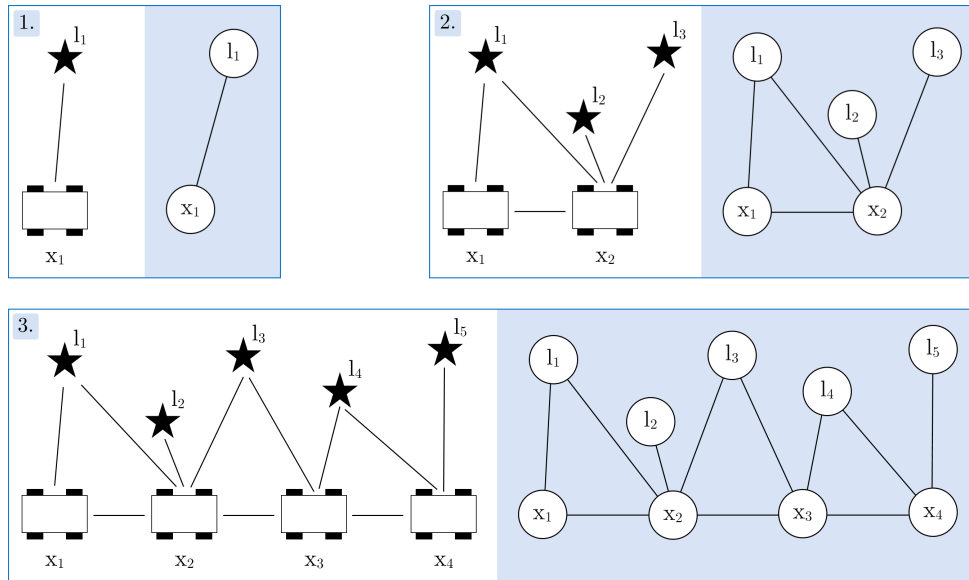 1.
l₁
l₁
x₁
x₁
2.
l₁
l₂
l₃
x₁
x₂
l₁
l₂
l₃
x₁
x₂
3.
l₁
l₂
l₃
l₄
l₅
x₁
x₂
x₃
x₄
l₁
l₂
l₃
l₄
l₅
x₁
x₂
x₃
x₄